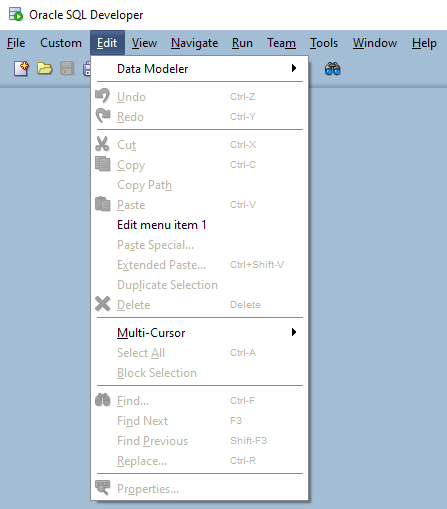 Oracle SQL Developer
File Custom Edit View Navigate Run Team Tools Window Help
Data Modeler
Undo Ctrl-Z
Redo Ctrl-Y
Cut Ctrl-X
Copy Ctrl-C
Copy Path
Paste Ctrl-V
Edit menu item 1
Paste Special...
Extended Paste... Ctrl+Shift-V
Duplicate Selection
Delete Delete
Multi-Cursor
Select All Ctrl-A
Block Selection
Find... Ctrl-F
Find Next F3
Find Previous Shift-F3
Replace... Ctrl-R
Properties...